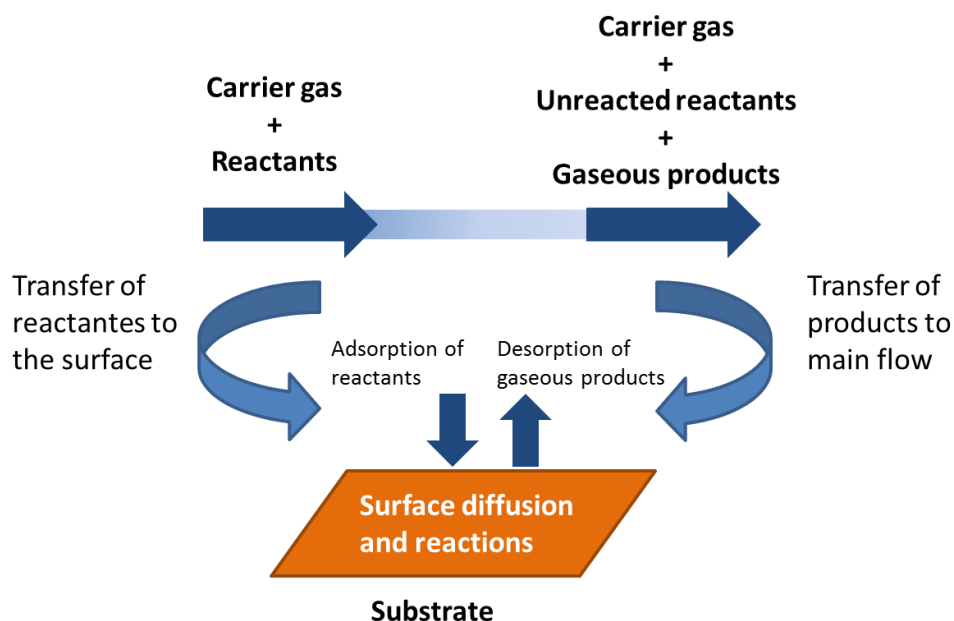 Carrier gas
+
Reactants
Carrier gas
+
Unreacted reactants
+
Gaseous products
Transfer of
reactantes to
the surface
Adsorption of
reactants
Desorption of
gaseous products
Transfer of
products to
main flow
Surface diffusion
and reactions
Substrate